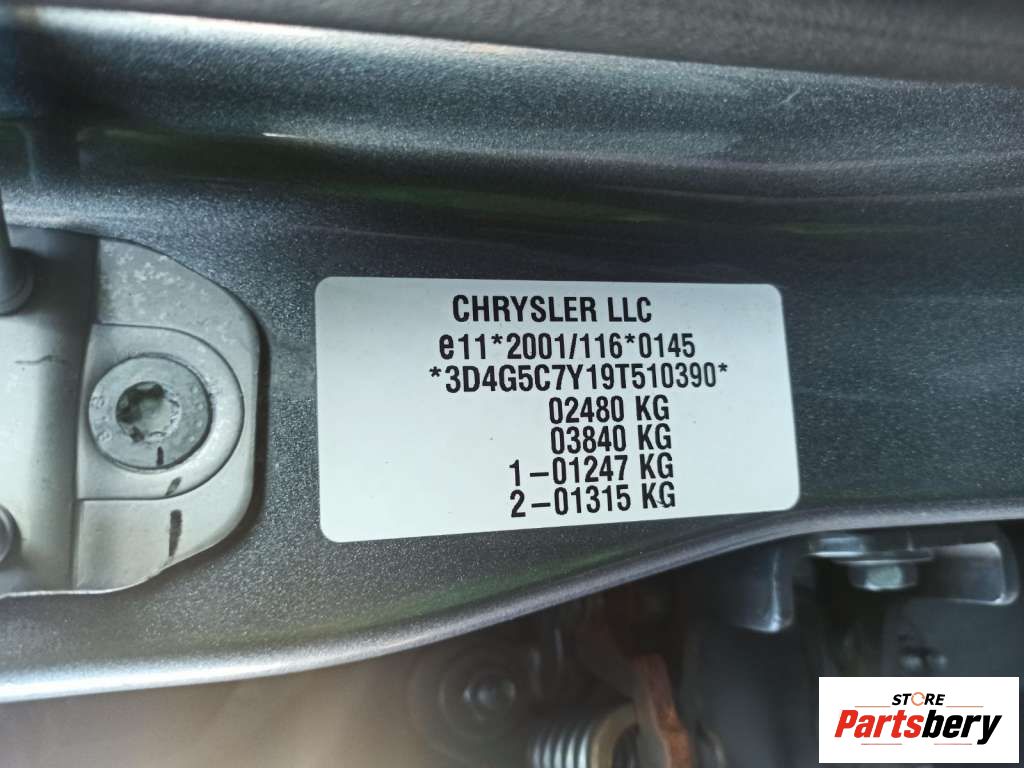 CHRYSLER LLC
e11*2001/116*0145
*3D4G5C7Y19T510390*
02480 KG
03840 KG
1-01247 KG
2-01315 KG
STORE
Partsbery